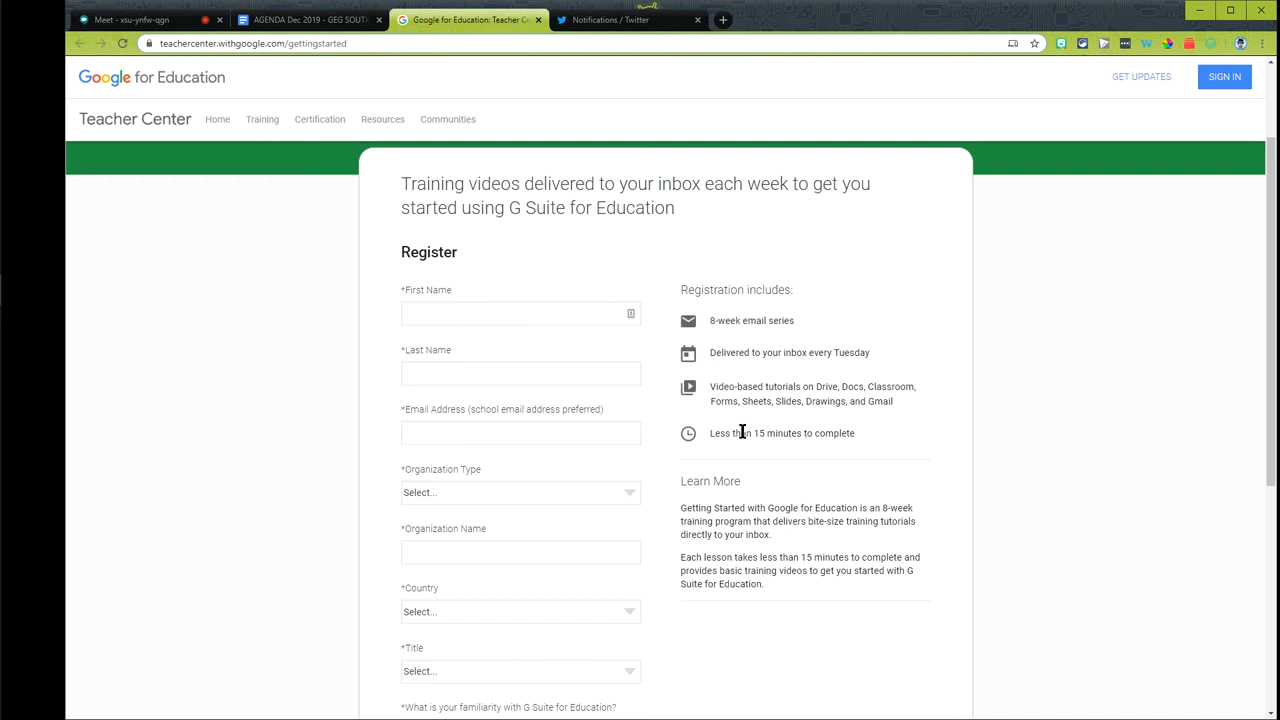 Meet - xsu-ynfw-qgn
AGENDA Dec 2019 - GEG SOUTH
Google for Education: Teacher Ce
Notifications / Twitter
teachercenter.withgoogle.com/gettingstarted
Google for Education
GET UPDATES
SIGN IN
Teacher Center
Home
Training
Certification
Resources
Communities
Training videos delivered to your inbox each week to get you
started using G Suite for Education
Register
*First Name
*Last Name
*Email Address (school email address preferred)
*Organization Type
Select...
*Organization Name
*Country
Select...
*Title
Select...
*What is your familiarity with G Suite for Education?
Registration includes:
8-week email series
Delivered to your inbox every Tuesday
Video-based tutorials on Drive, Docs, Classroom,
Forms, Sheets, Slides, Drawings, and Gmail
Less than 15 minutes to complete
Learn More
Getting Started with Google for Education is an 8-week
training program that delivers bite-size training tutorials
directly to your inbox.
Each lesson takes less than 15 minutes to complete and
provides basic training videos to get you started with G
Suite for Education.